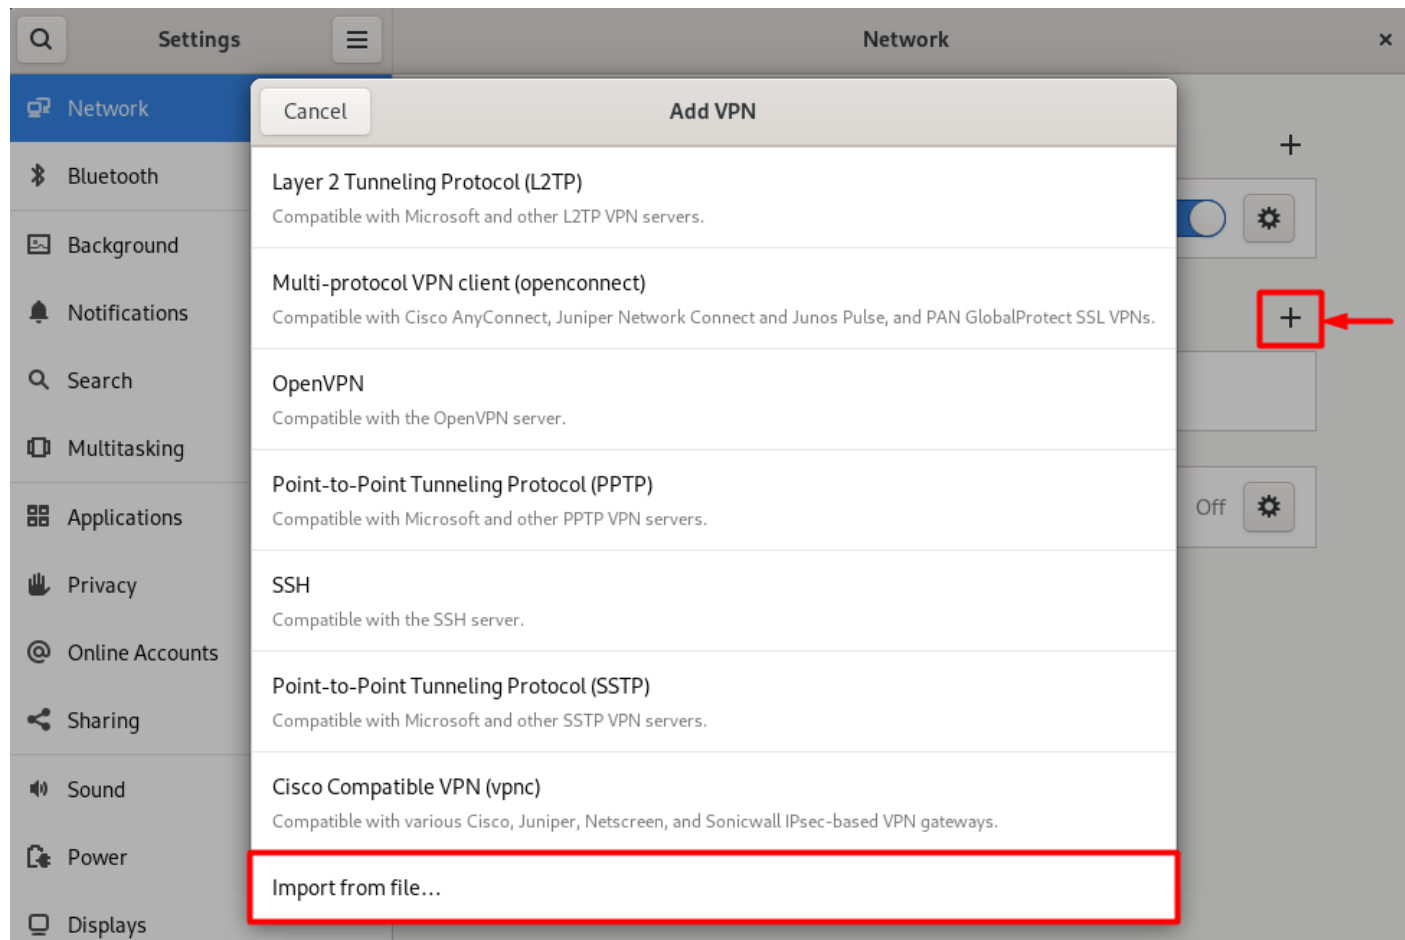 Settings
Network
Network
Bluetooth
Background
Notifications
Search
Multitasking
Applications
Privacy
Online Accounts
Sharing
Sound
Power
Displays
Cancel
Add VPN
Layer 2 Tunneling Protocol (L2TP)
Compatible with Microsoft and other L2TP VPN servers.
Multi-protocol VPN client (openconnect)
Compatible with Cisco AnyConnect, Juniper Network Connect and Junos Pulse, and PAN GlobalProtect SSL VPNs.
OpenVPN
Compatible with the OpenVPN server.
Point-to-Point Tunneling Protocol (PPTP)
Compatible with Microsoft and other PPTP VPN servers.
SSH
Compatible with the SSH server.
Point-to-Point Tunneling Protocol (SSTP)
Compatible with Microsoft and other SSTP VPN servers.
Cisco Compatible VPN (vpnc)
Compatible with various Cisco, Juniper, Netscreen, and Sonicwall IPsec-based VPN gateways.
Import from file…
Off